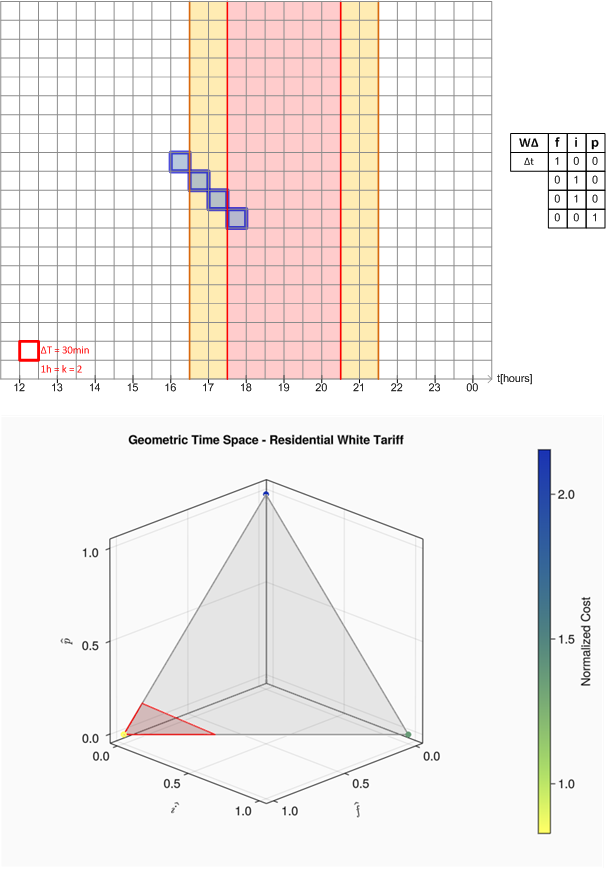 WΔ f i p
Δt 1 0 0
0 1 0
0 1 0
0 0 1
ΔT = 30min
1h = k = 2
12 13 14 15 16 17 18 19 20 21 22 23 00 t[hours]
Geometric Time Space - Residential White Tariff
1.0
0.5
0.0
p̂
0.0 0.5 1.0
î
1.0 0.5 0.0
f̂
2.0
1.5
1.0
Normalized Cost